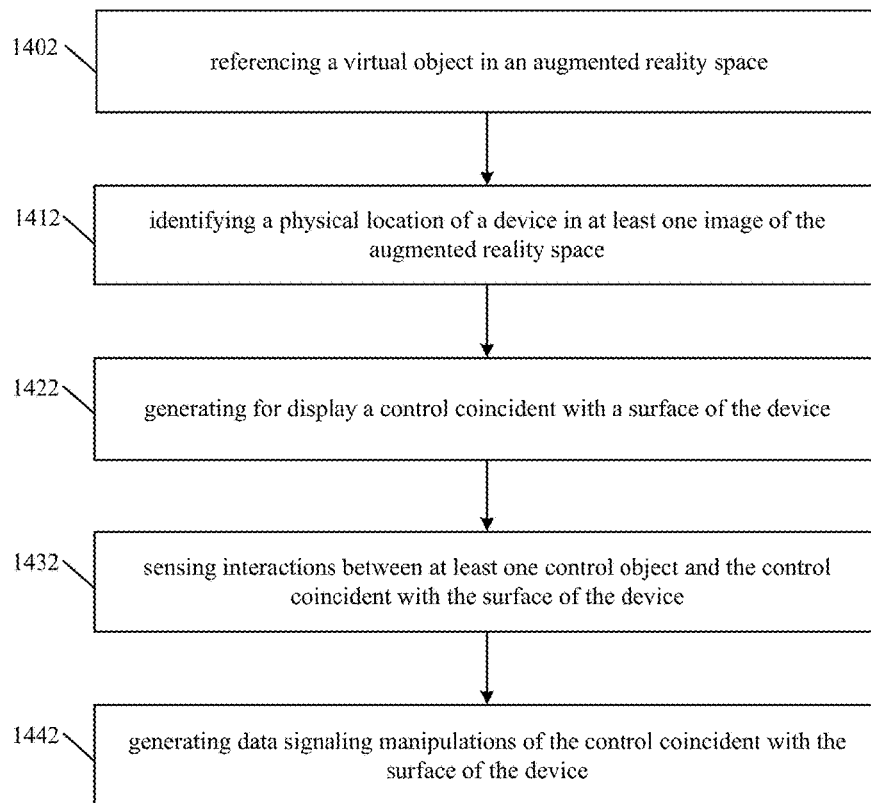 1402
referencing a virtual object in an augmented reality space
1412
identifying a physical location of a device in at least one image of the
augmented reality space
1422
generating for display a control coincident with a surface of the device
1432
sensing interactions between at least one control object and the control
coincident with the surface of the device
1442
generating data signaling manipulations of the control coincident with the
surface of the device